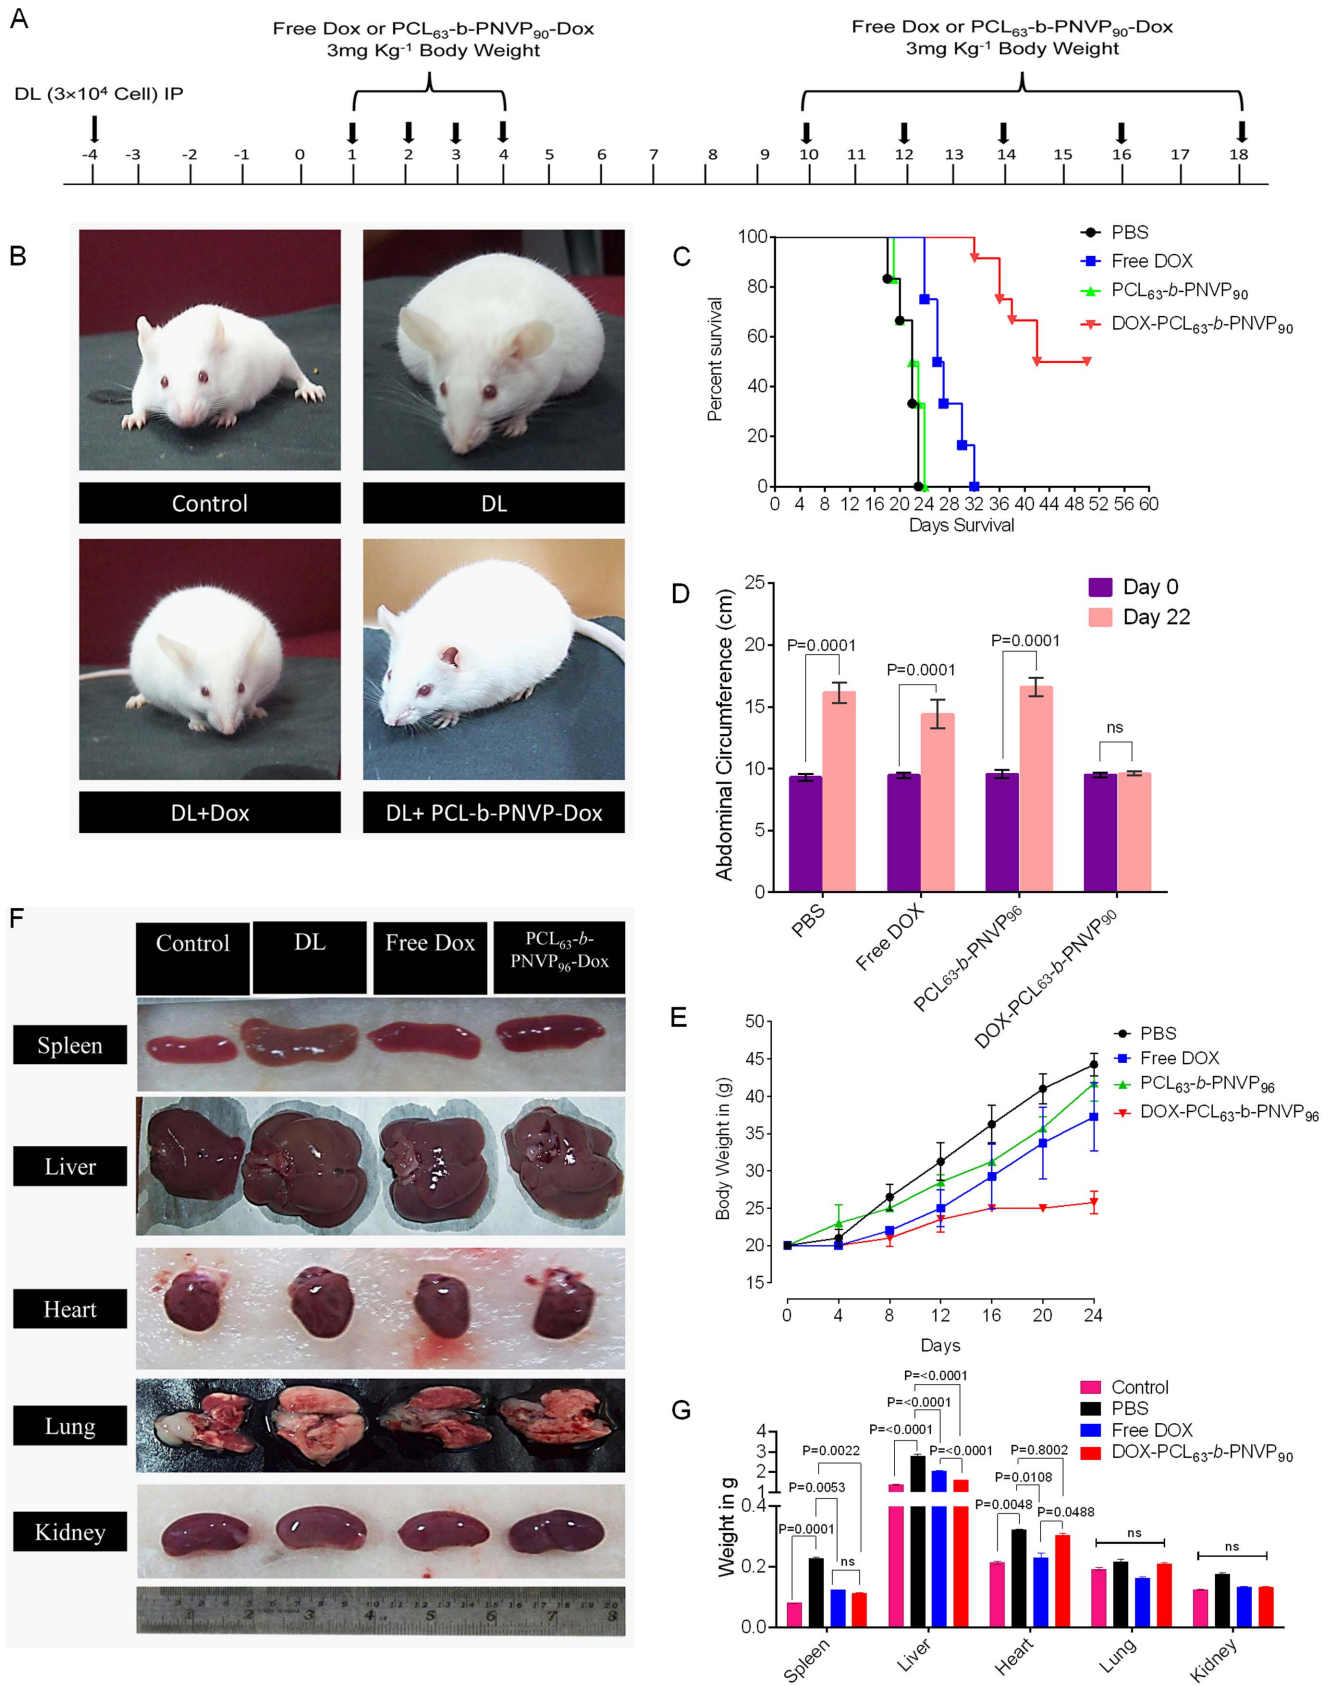 A
Free Dox or PCL63-b-PNVP90-Dox
3mg Kg-1 Body Weight
Free Dox or PCL63-b-PNVP90-Dox
3mg Kg-1 Body Weight
DL (3×10⁴ Cell) IP
-4 -3 -2 -1 0 1 2 3 4 5 6 7 8 9 10 11 12 13 14 15 16 17 18
B
Control
DL
DL+Dox
DL+ PCL-b-PNVP-Dox
C
PBS
Free DOX
PCL63-b-PNVP90
DOX-PCL63-b-PNVP90
Percent survival
100
80
60
40
20
0
0 4 8 12 16 20 24 28 32 36 40 44 48 52 56 60
Days Survival
D
Day 0
Day 22
Abdominal Circumference (cm)
25
20
15
10
5
0
P=0.0001
P=0.0001
P=0.0001
ns
PBS
Free DOX
PCL63-b-PNVP96
DOX-PCL63-b-PNVP90
E
PBS
Free DOX
PCL63-b-PNVP96
DOX-PCL63-b-PNVP96
Body Weight in (g)
50
45
40
35
30
25
20
15
0 4 8 12 16 20 24
Days
F
Control
DL
Free Dox
PCL63-b-
PNVP96-Dox
Spleen
Liver
Heart
Lung
Kidney
G
Control
PBS
Free DOX
DOX-PCL63-b-PNVP90
Weight in g
4
3
2
1
0.4
0.2
0.0
P=0.0001
P=0.0053
P=0.0022
ns
P=<0.0001
P=<0.0001
P=<0.0001
P=<0.0001
P=0.0048
P=0.0108
P=0.8002
P=0.0488
ns
ns
Spleen
Liver
Heart
Lung
Kidney